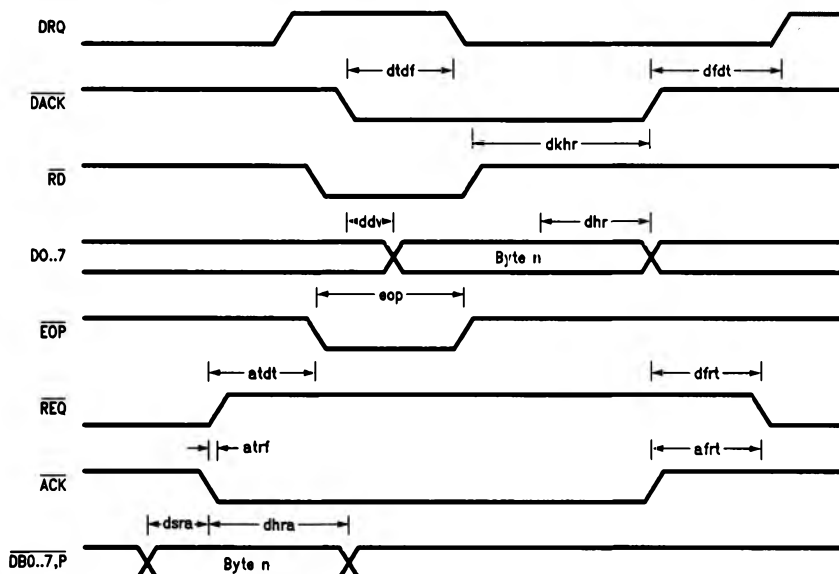 DRQ
dtdf
dfdt
DACK
dkhr
RD
ddv
dhr
DO..7
Byte n
eop
EOP
atdt
dfrt
REQ
atrf
afrt
ACK
dsra
dhra
DB0..7,P
Byte n